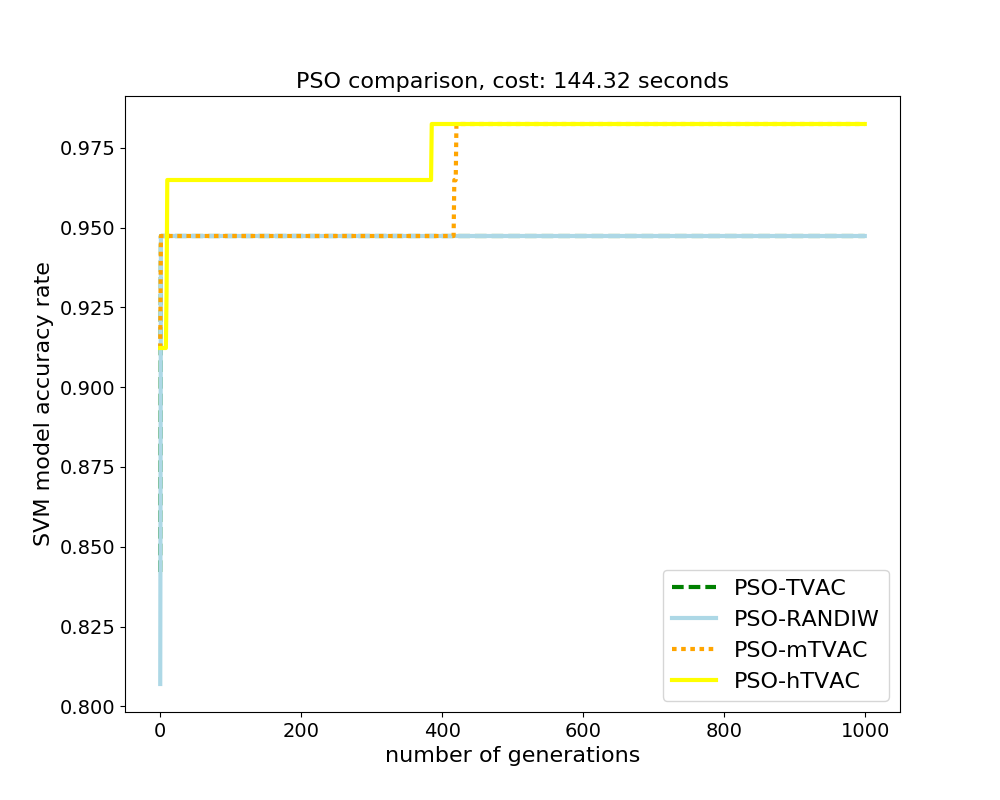 PSO comparison, cost: 144.32 seconds
SVM model accuracy rate
0.975
0.950
0.925
0.900
0.875
0.850
0.825
0.800
PSO-TVAC
PSO-RANDIW
PSO-mTVAC
PSO-hTVAC
0 200 400 600 800 1000
number of generations